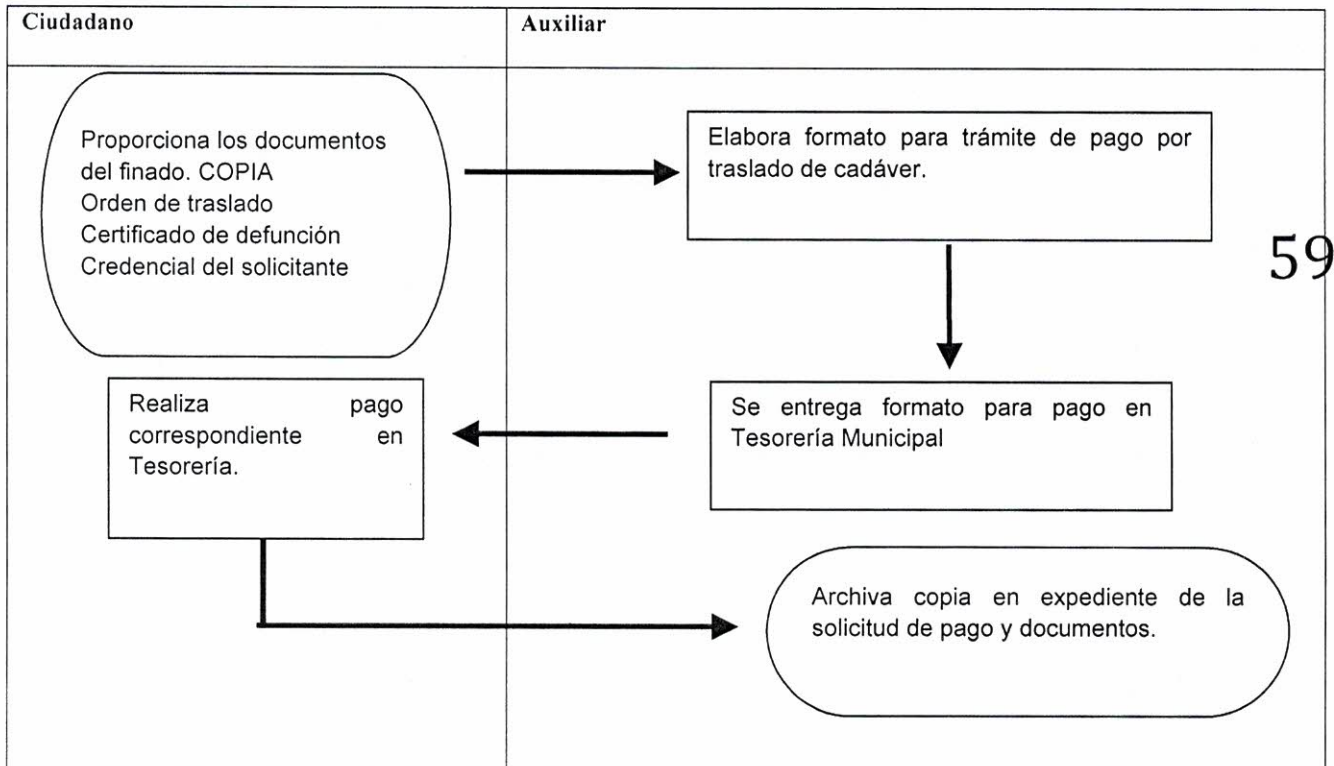 Ciudadano
Auxiliar
Proporciona los documentos
del finado. COPIA
Orden de traslado
Certificado de defunción
Credencial del solicitante
Elabora formato para trámite de pago por
traslado de cadáver.
59
Se entrega formato para pago en
Tesorería Municipal
Realiza pago
correspondiente en
Tesorería.
Archiva copia en expediente de la
solicitud de pago y documentos.